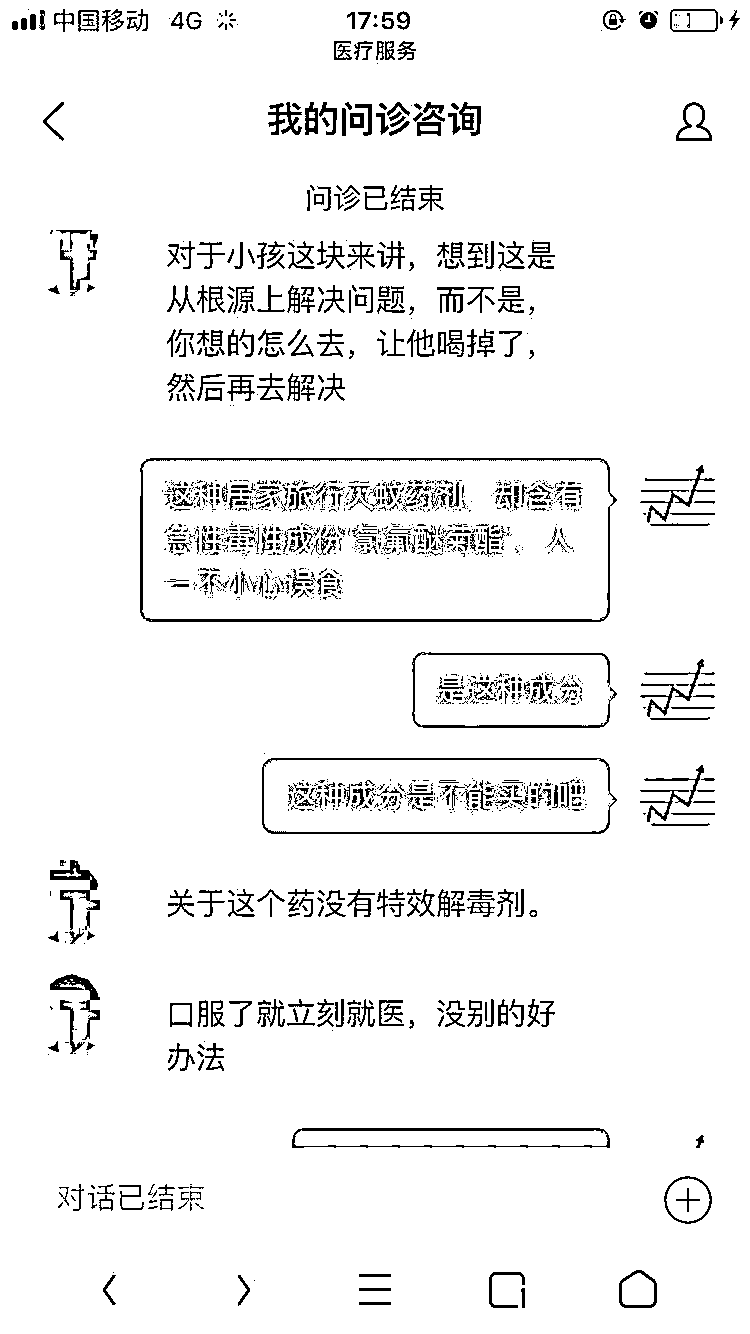 中国移动 4G 17:59
医疗服务
我的问诊咨询
问诊已结束
对于小孩这块来讲，想到这是
从根源上解决问题，而不是，
你想的怎么去，让他喝掉了，
然后再去解决
这种居家旅行灭蚁药剂，却含有
急性毒性成份“氯氟醚菊酯”，人
一不小心误食
是这种成分
这种成分是不能买的吧
关于这个药没有特效解毒剂。
口服了就立刻就医，没别的好
办法
对话已结束